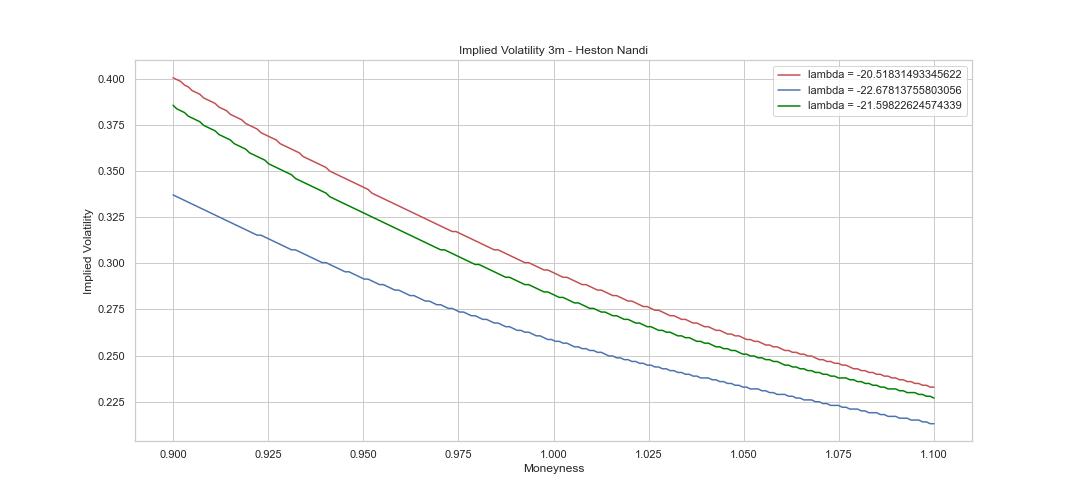 Implied Volatility 3m - Heston Nandi
lambda = -20.51831493345622
lambda = -22.67813755803056
lambda = -21.59822624574339
0.400
0.375
0.350
0.325
0.300
0.275
0.250
0.225
Implied Volatility
0.900 0.925 0.950 0.975 1.000 1.025 1.050 1.075 1.100
Moneyness